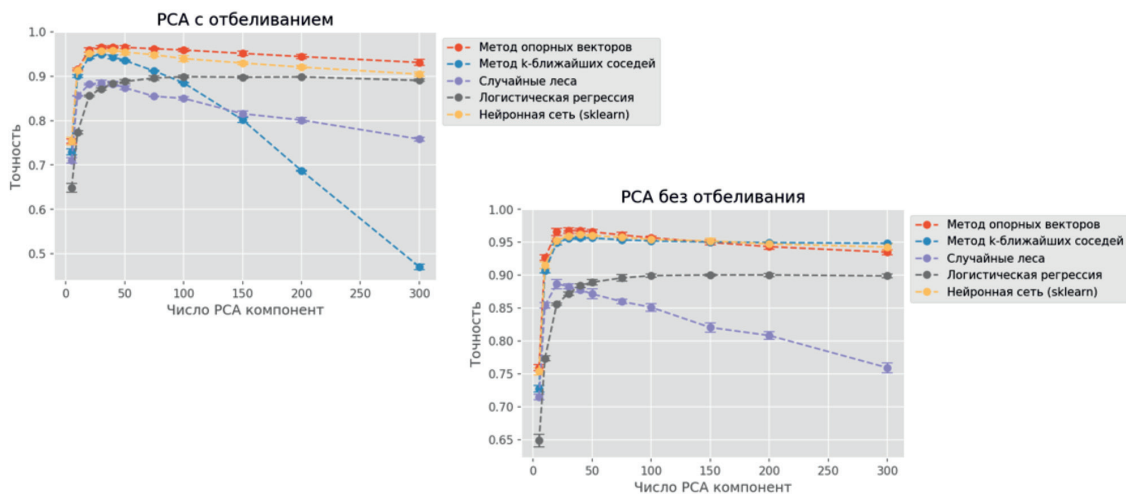 PCA с отбеливанием
1.0
0.9
0.8
0.7
0.6
0.5
Точность
0
50
100
150
200
250
300
Число PCA компонент
Метод опорных векторов
Метод k-ближайших соседей
Случайные леса
Логистическая регрессия
Нейронная сеть (sklearn)
PCA без отбеливания
1.00
0.95
0.90
0.85
0.80
0.75
0.70
0.65
Точность
0
50
100
150
200
250
300
Число PCA компонент
Метод опорных векторов
Метод k-ближайших соседей
Случайные леса
Логистическая регрессия
Нейронная сеть (sklearn)